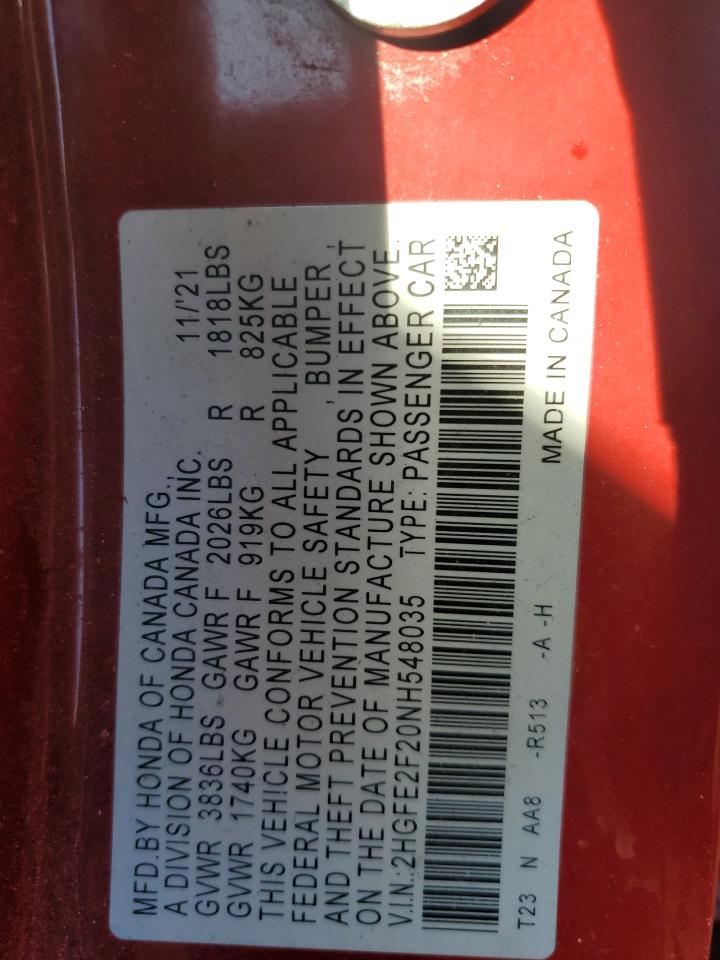 MFD.BY HONDA OF CANADA MFG.,
A DIVISION OF HONDA CANADA INC. 11/'21
GVWR 3836LBS GAWR F 2026LBS R 1818LBS
GVWR 1740KG GAWR F 919KG R 825KG
THIS VEHICLE CONFORMS TO ALL APPLICABLE
FEDERAL MOTOR VEHICLE SAFETY , BUMPER ,
AND THEFT PREVENTION STANDARDS IN EFFECT
ON THE DATE OF MANUFACTURE SHOWN ABOVE.
V.I.N.:2HGFE2F20NH548035 TYPE: PASSENGER CAR
T23 N AA8 -R513 -A -H
MADE IN CANADA